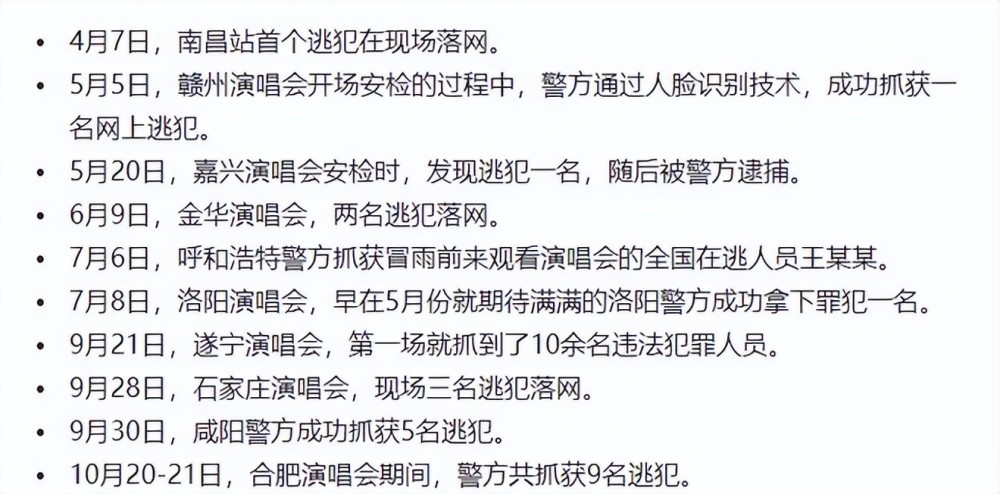 • 4月7日，南昌站首个逃犯在现场落网。
• 5月5日，赣州演唱会开场安检的过程中，警方通过人脸识别技术，成功抓获一
名网上逃犯。
• 5月20日，嘉兴演唱会安检时，发现逃犯一名，随后被警方逮捕。
• 6月9日，金华演唱会，两名逃犯落网。
• 7月6日，呼和浩特警方抓获冒雨前来观看演唱会的全国在逃人员王某某。
• 7月8日，洛阳演唱会，早在5月份就期待满满的洛阳警方成功拿下罪犯一名。
• 9月21日，遂宁演唱会，第一场就抓到了10余名违法犯罪人员。
• 9月28日，石家庄演唱会，现场三名逃犯落网。
• 9月30日，咸阳警方成功抓获5名逃犯。
• 10月20-21日，合肥演唱会期间，警方共抓获9名逃犯。